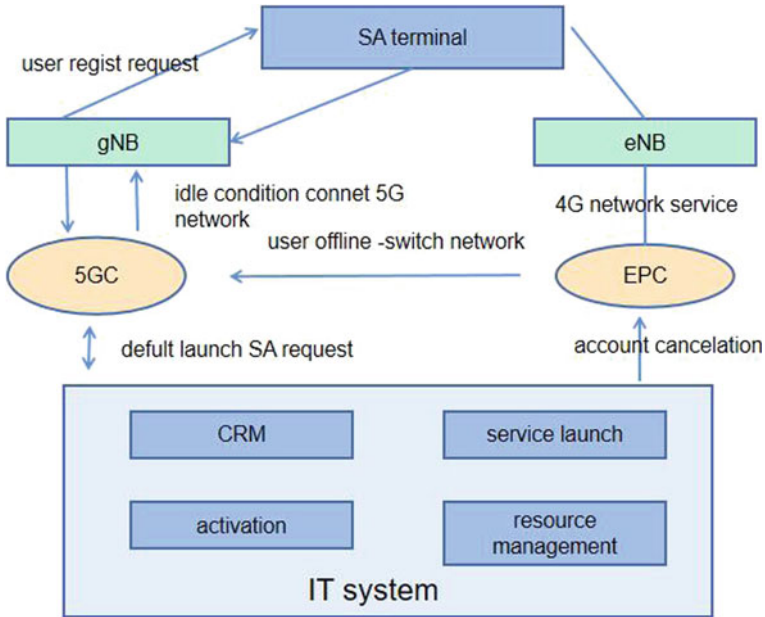 SA terminal
user regist request
gNB
eNB
idle condition connet 5G
network
4G network service
user offline -switch network
5GC
EPC
defult launch SA request
account cancelation
CRM
service launch
activation
resource
management
IT system